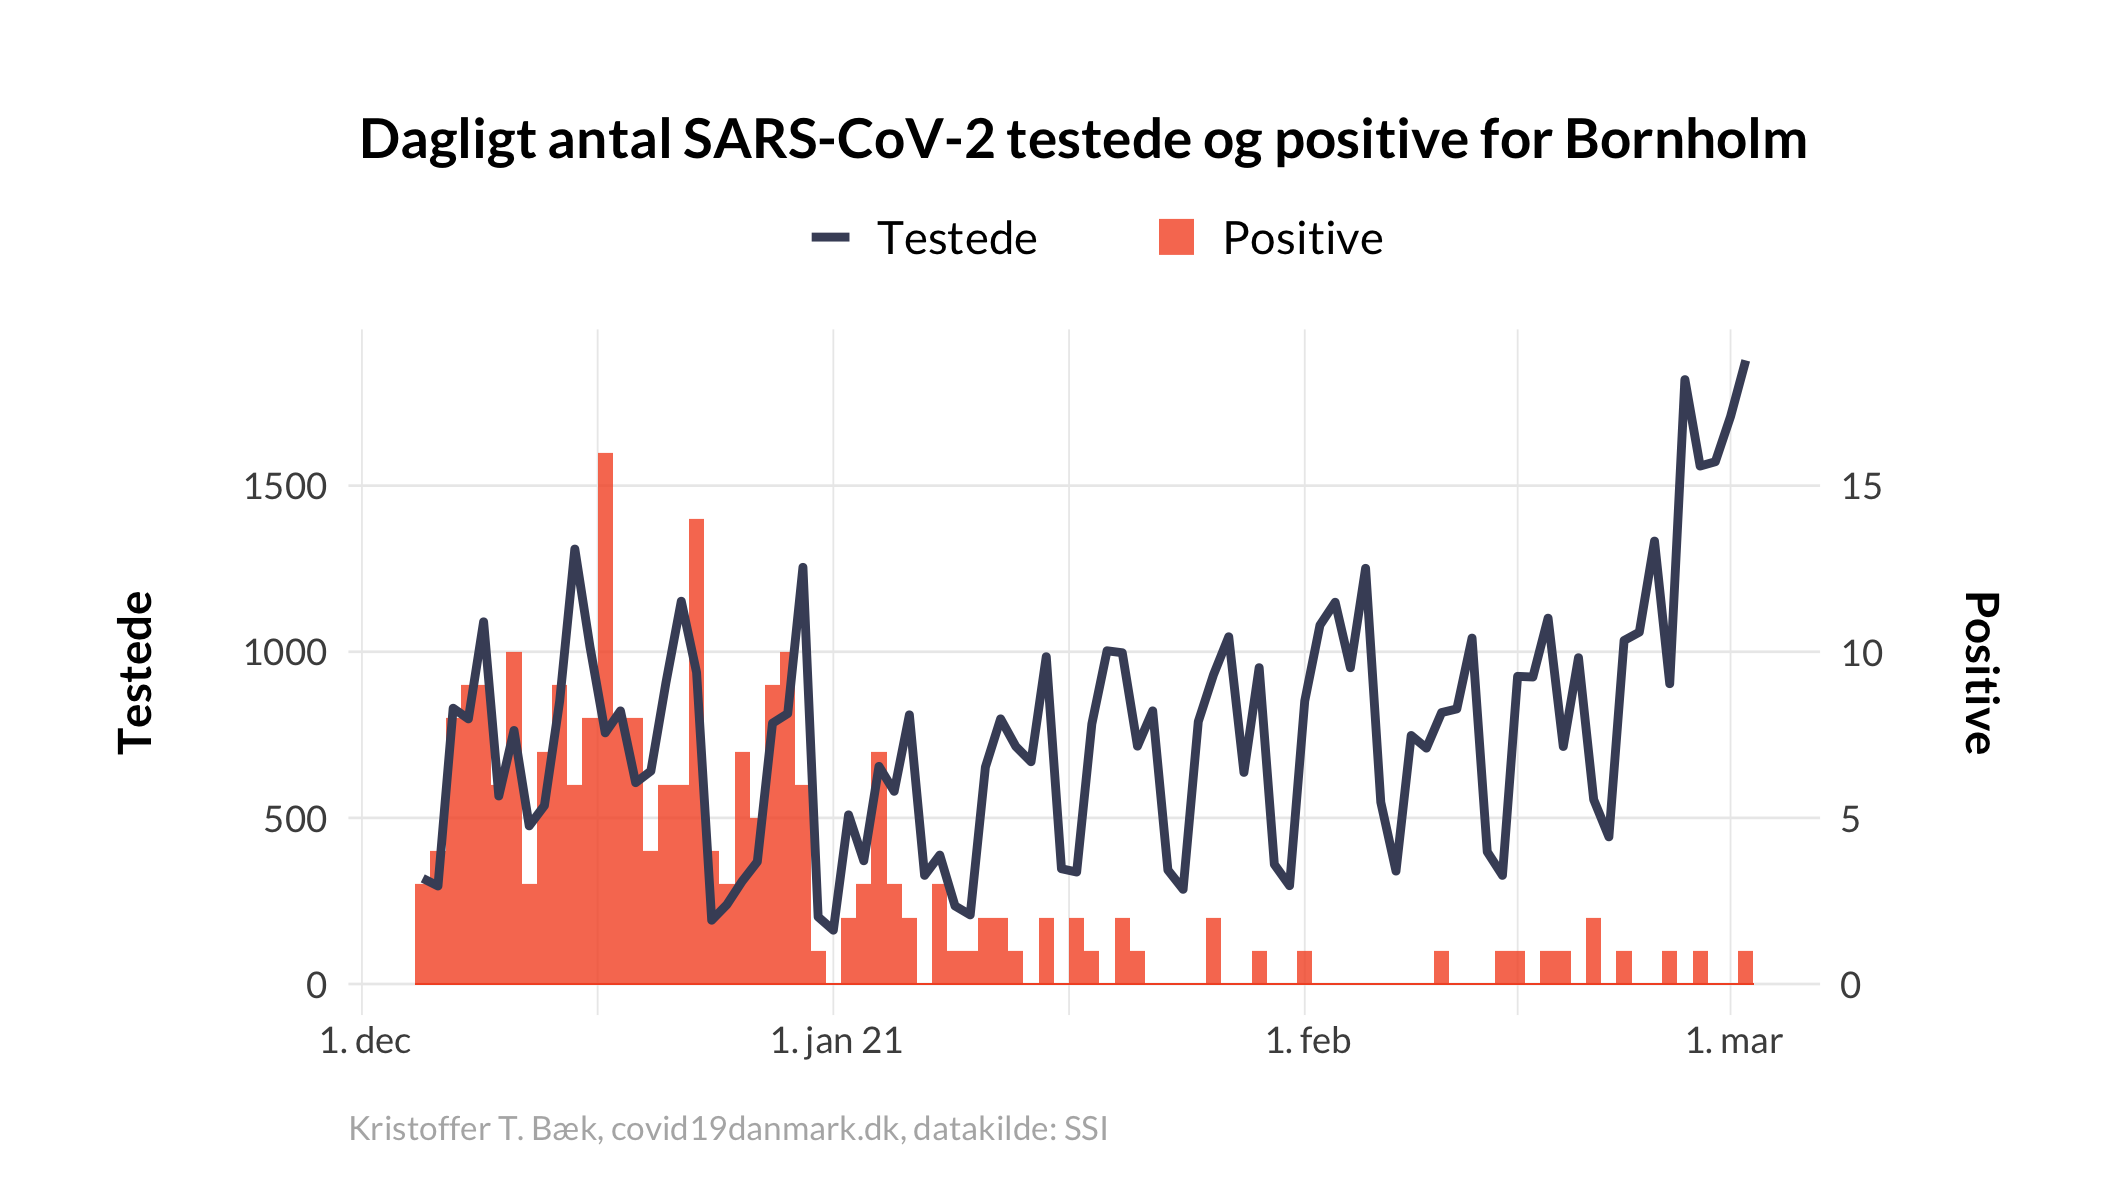 Dagligt antal SARS-CoV-2 testede og positive for Bornholm
Testede
Positive
Testede
1500
1000
500
0
15
10
5
0
Positive
1. dec
1. jan 21
1. feb
1. mar
Kristoffer T. Bæk, covid19danmark.dk, datakilde: SSI